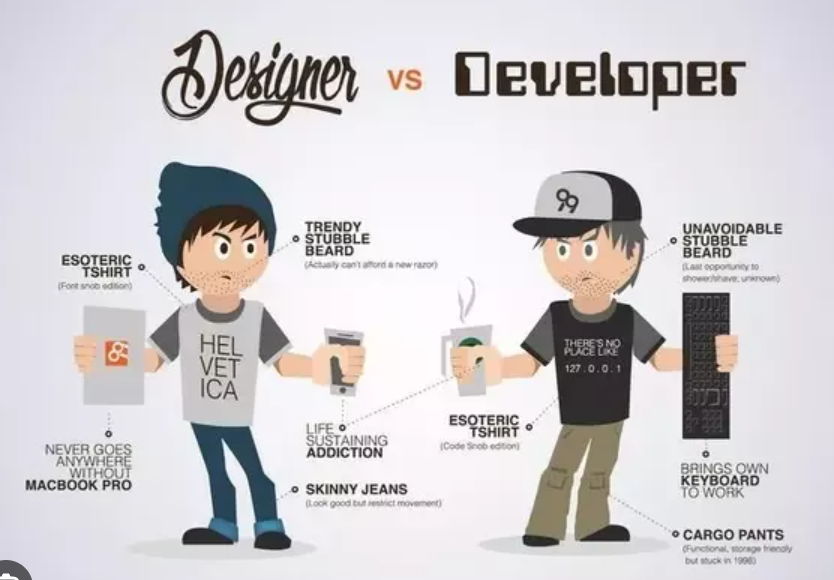 Designer vs Developer
TRENDY
STUBBLE
BEARD
(Actually can't afford a new razor)
ESOTERIC
TSHIRT
(Font snob edition)
HEL
VET
ICA
NEVER GOES
ANYWHERE
WITHOUT
MACBOOK PRO
LIFE
SUSTAINING
ADDICTION
SKINNY JEANS
(Look good but restrict movement)
99
UNAVOIDABLE
STUBBLE
BEARD
(Last opportunity to
shower/shave, unknown)
THERE'S NO
PLACE LIKE
127.0.0.1
ESOTERIC
TSHIRT
(Code Snob edition)
BRINGS OWN
KEYBOARD
TO WORK
CARGO PANTS
(Functional, storage friendly
but stuck in 1998)